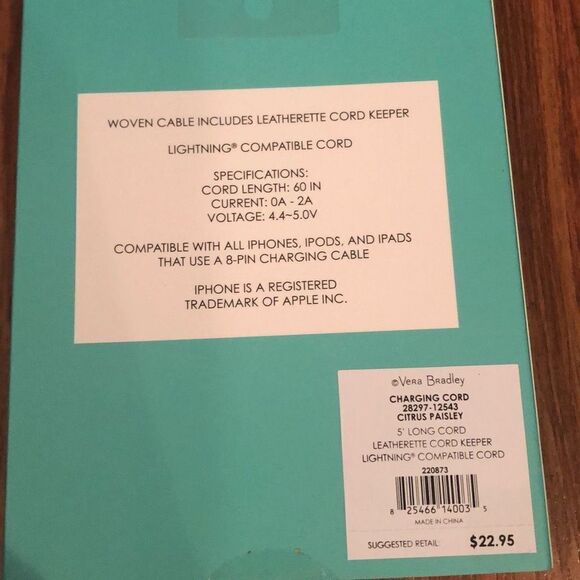 WOVEN CABLE INCLUDES LEATHERETTE CORD KEEPER
LIGHTNING® COMPATIBLE CORD
SPECIFICATIONS:
CORD LENGTH: 60 IN
CURRENT: 0A - 2A
VOLTAGE: 4.4~5.0V
COMPATIBLE WITH ALL IPHONES, IPODS, AND IPADS
THAT USE A 8-PIN CHARGING CABLE
IPHONE IS A REGISTERED
TRADEMARK OF APPLE INC.
©Vera Bradley
CHARGING CORD
28297-12543
CITRUS PAISLEY
5' LONG CORD
LEATHERETTE CORD KEEPER
LIGHTNING® COMPATIBLE CORD
220873
8 25466 14003 5
MADE IN CHINA
SUGGESTED RETAIL: $22.95